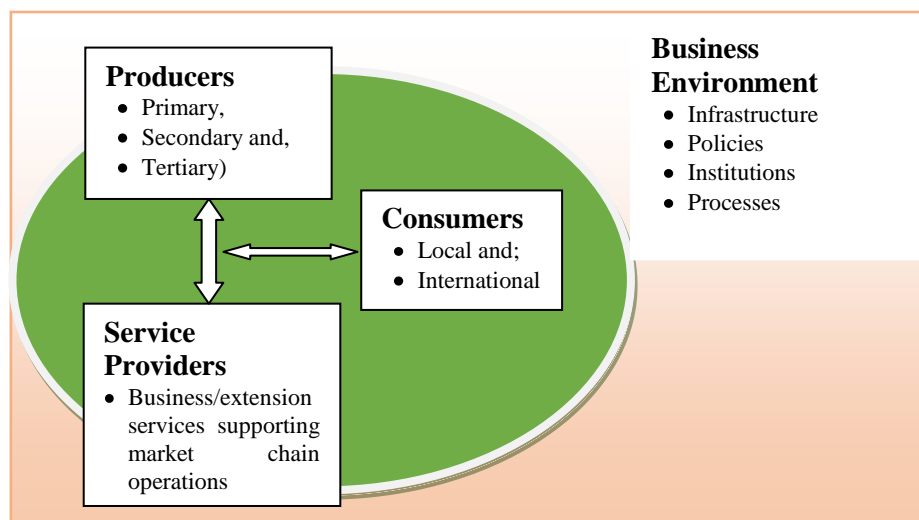 Producers
• Primary,
• Secondary and,
• Tertiary)
Business
Environment
• Infrastructure
• Policies
• Institutions
• Processes
Consumers
• Local and;
• International
Service
Providers
• Business/extension
services supporting
market chain
operations